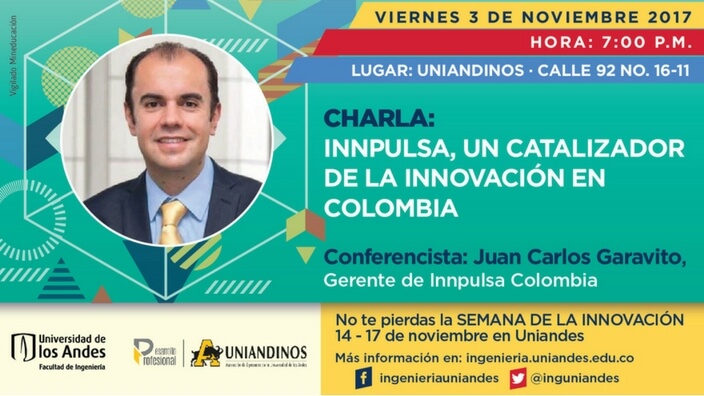 Vigilado Mineducación
VIERNES 3 DE NOVIEMBRE 2017
HORA: 7:00 P.M.
LUGAR: UNIANDINOS · CALLE 92 NO. 16-11
CHARLA:
INNPULSA, UN CATALIZADOR
DE LA INNOVACIÓN EN
COLOMBIA
Conferencista: Juan Carlos Garavito,
Gerente de Innpulsa Colombia
No te pierdas la SEMANA DE LA INNOVACIÓN
14 - 17 de noviembre en Uniandes
Más información en: ingenieria.uniandes.edu.co
ingenieriauniandes
@inguniandes
Universidad de
los Andes
Facultad de Ingeniería
Desarrollo
Profesional
UNIANDINOS